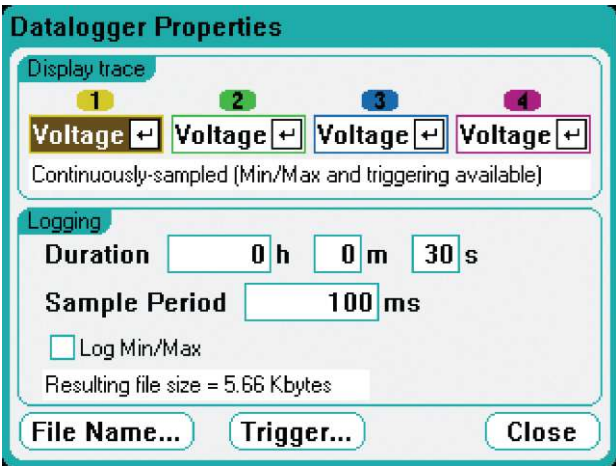 Datalogger Properties
Display trace
1 2 3 4
Voltage Voltage Voltage Voltage
Continuously-sampled (Min/Max and triggering available)
Logging
Duration 0 h 0 m 30 s
Sample Period 100 ms
Log Min/Max
Resulting file size = 5.66 Kbytes
File Name... Trigger... Close